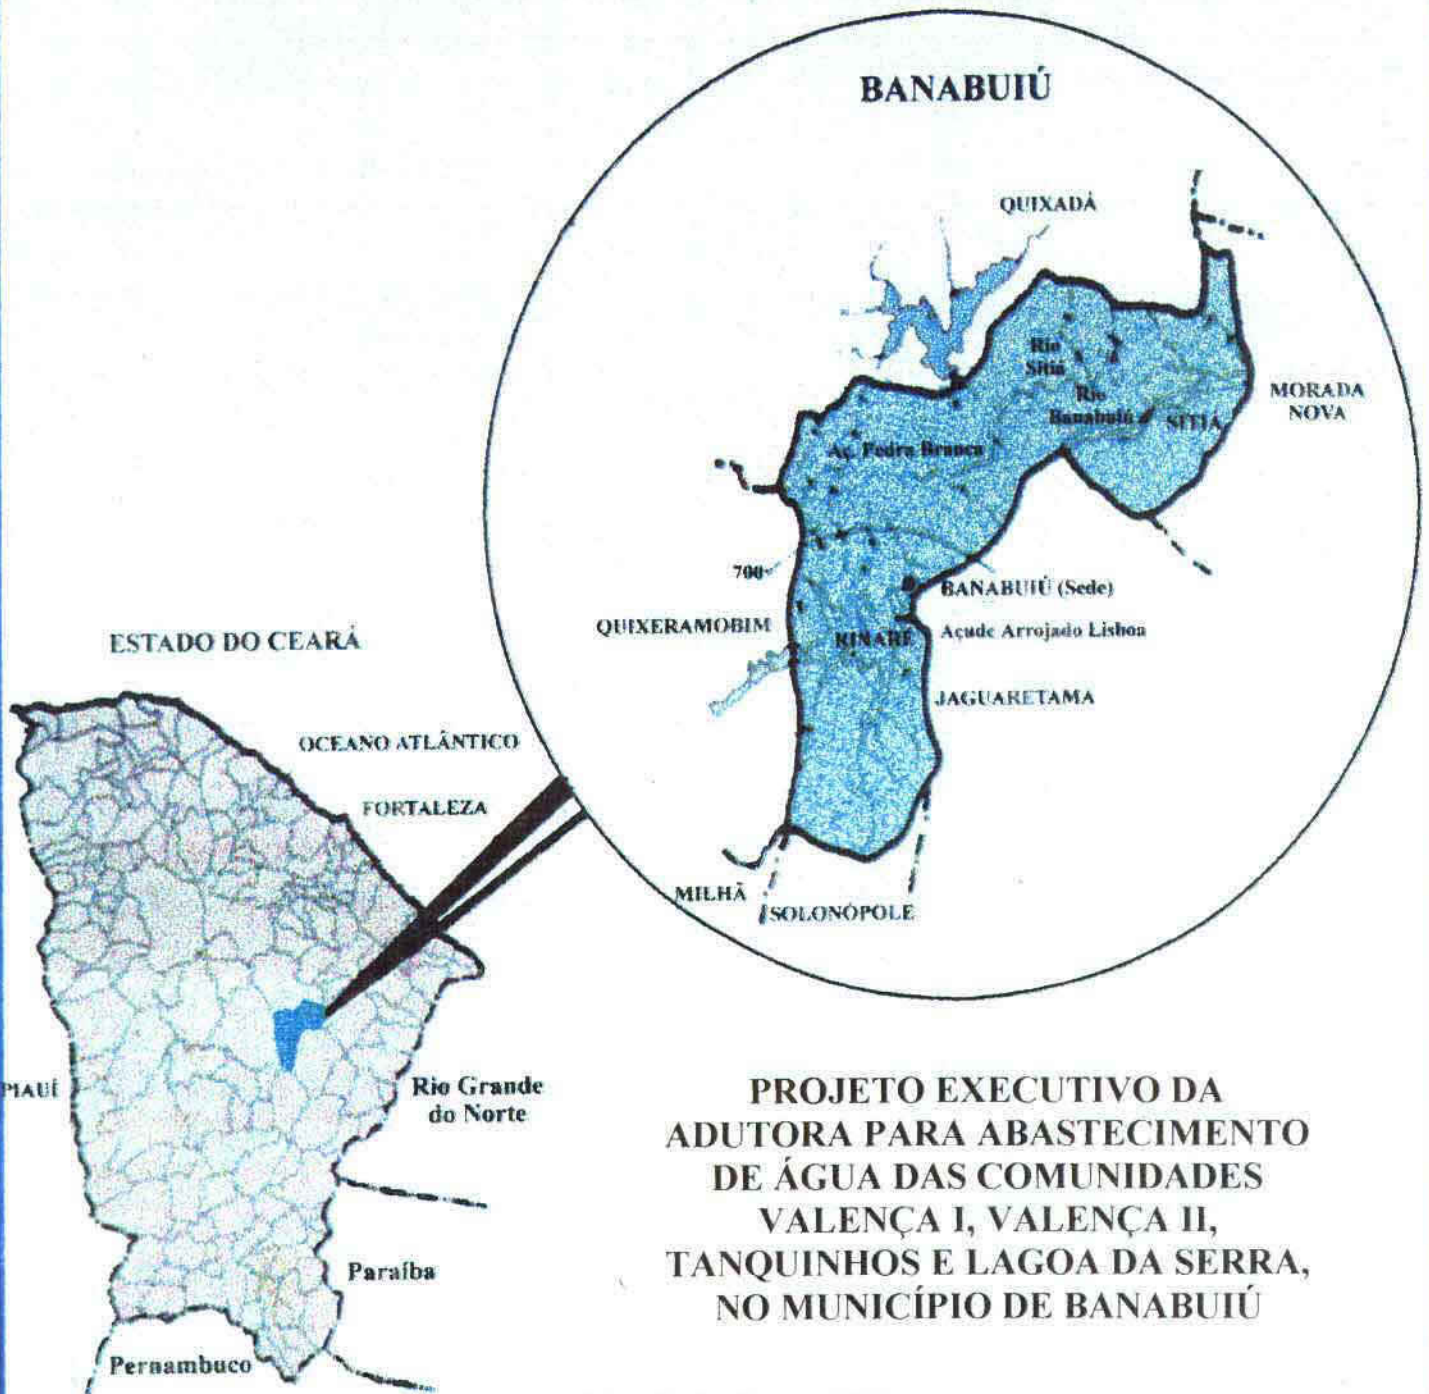 BANABUIÚ
QUIXADÁ
Rio
Sitiá
Rio
Banabuiú
SITIÁ
MORADA
NOVA
Aç. Pedra Branca
700
BANABUIÚ (Sede)
QUIXERAMOBIM
RINARÉ
Açude Arrojado Lisboa
JAGUARETAMA
MILHÃ
SOLONÓPOLE
ESTADO DO CEARÁ
OCEANO ATLÂNTICO
FORTALEZA
PIAUÍ
Rio Grande
do Norte
Paraíba
Pernambuco
PROJETO EXECUTIVO DA
ADUTORA PARA ABASTECIMENTO
DE ÁGUA DAS COMUNIDADES
VALENÇA I, VALENÇA II,
TANQUINHOS E LAGOA DA SERRA,
NO MUNICÍPIO DE BANABUIÚ